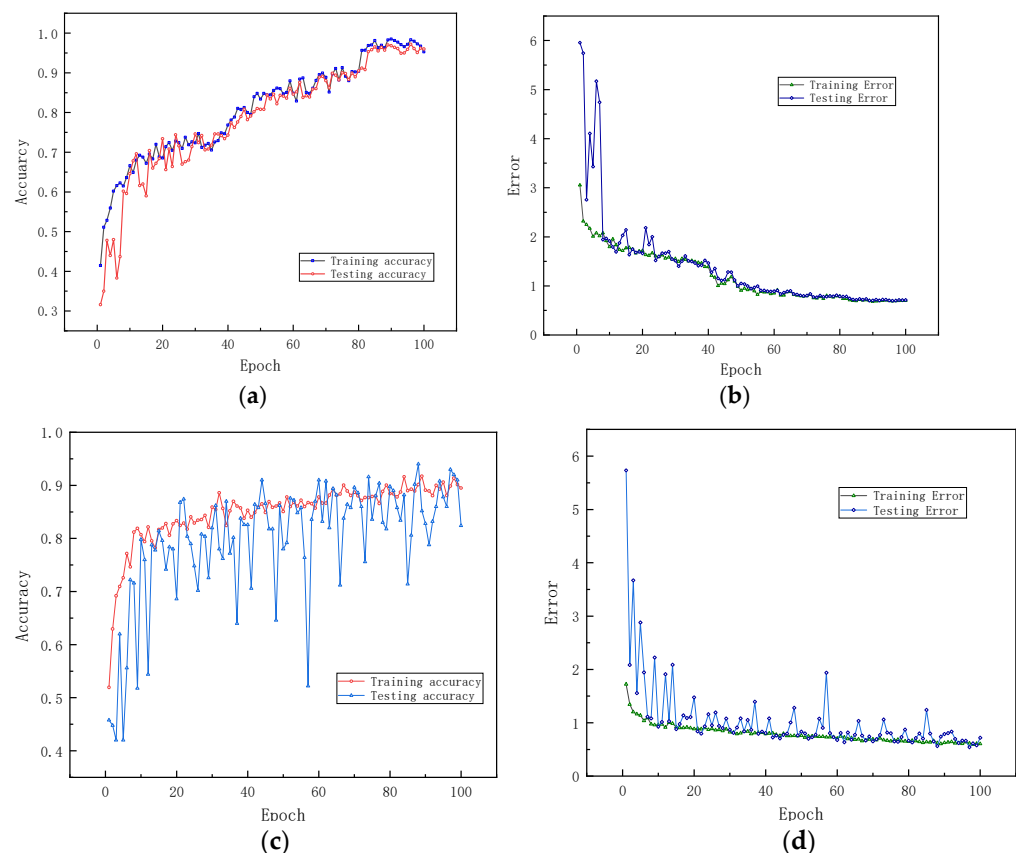 1.0
0.9
0.8
0.7
0.6
0.5
0.4
0.3
Accuarcy
Training accuracy
Testing accuracy
0 20 40 60 80 100
Epoch
(a)
6
5
4
3
2
1
0
Error
Training Error
Testing Error
0 20 40 60 80 100
Epoch
(b)
1.0
0.9
0.8
0.7
0.6
0.5
0.4
Accuracy
Training accuracy
Testing accuracy
0 20 40 60 80 100
Epoch
(c)
6
5
4
3
2
1
0
Error
Training Error
Testing Error
0 20 40 60 80 100
Epoch
(d)